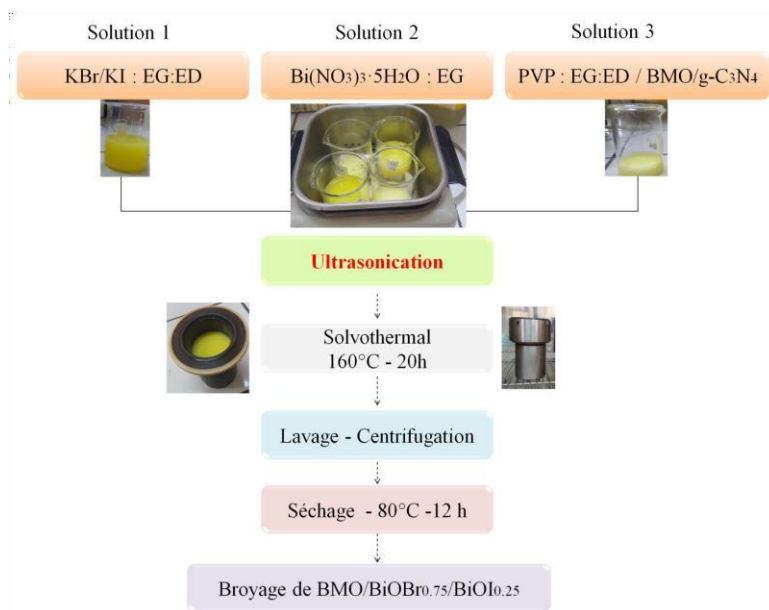 Solution 1
Solution 2
Solution 3
KBr/KI : EG:ED
Bi(NO₃)₃·5H₂O : EG
PVP : EG:ED / BMO/g-C₃N₄
Ultrasonication
Solvothermal
160°C - 20h
Lavage - Centrifugation
Séchage - 80°C -12 h
Broyage de BMO/BiOBr₀.₇₅/BiOI₀.₂₅